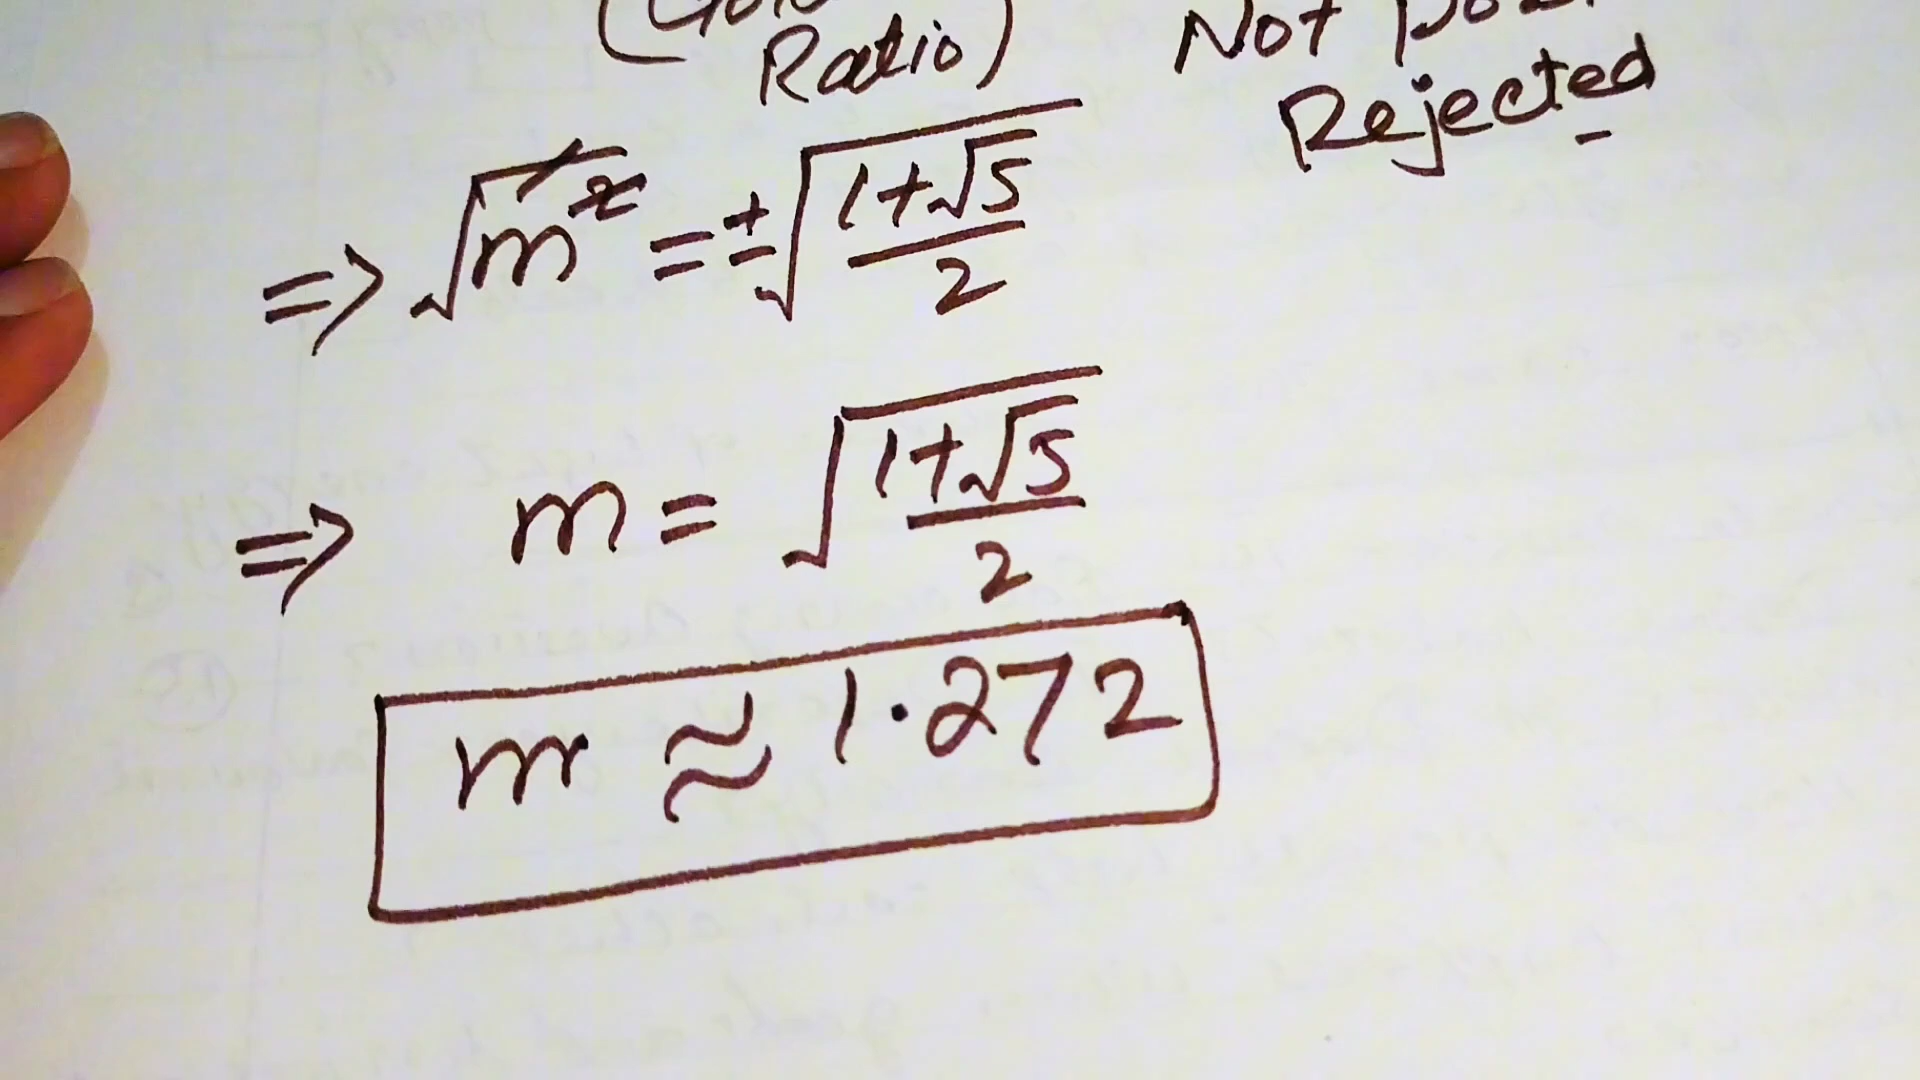 Ratio)
Not
Rejected
=> √m² = ±√((1+√5)/2)
=> m = √((1+√5)/2)
m ≈ 1.272